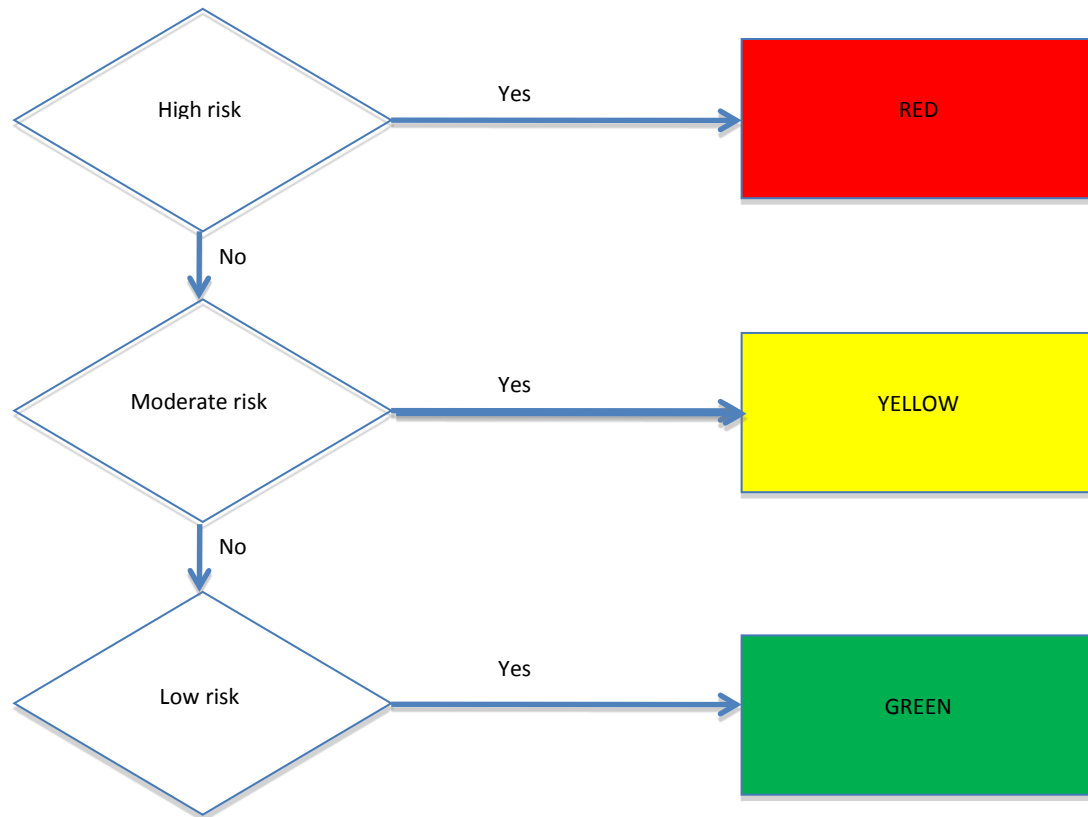 High risk
Yes
RED
No
Moderate risk
Yes
YELLOW
No
Low risk
Yes
GREEN